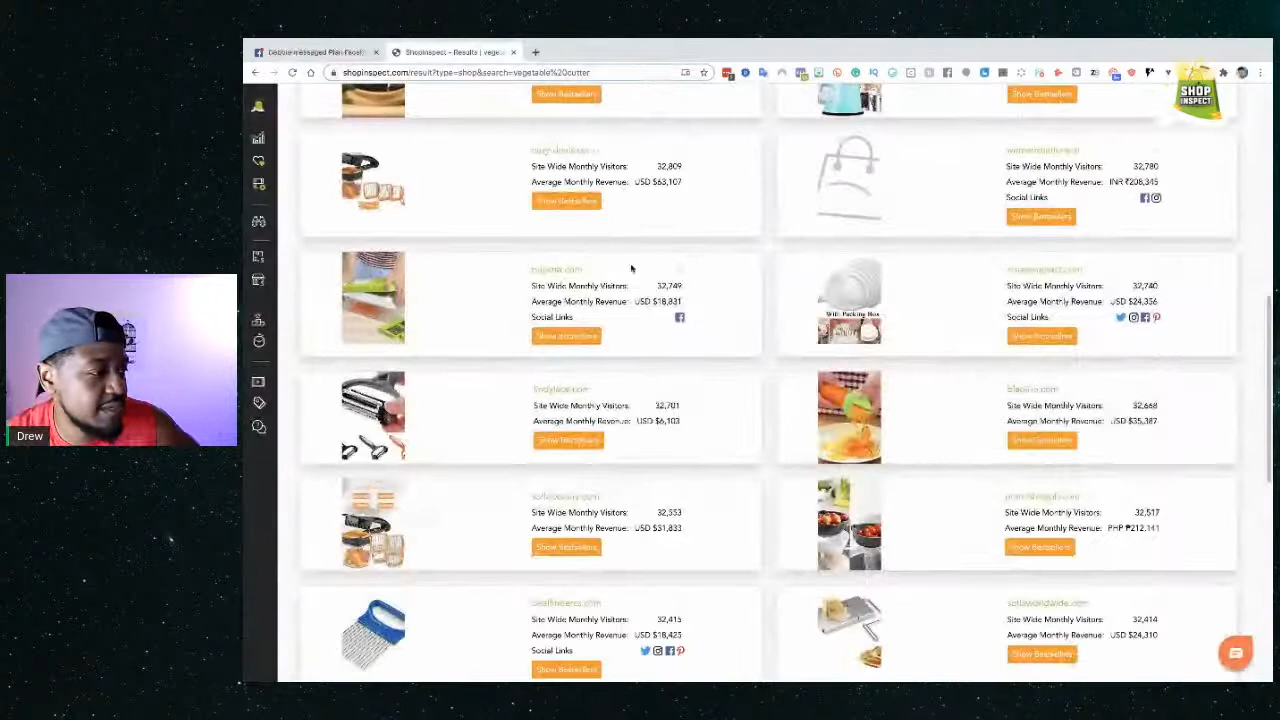 ShopInspect - Results | vege...
shopinspect.com/result?type=shop&search=vegetable%20cutter
SHOP
INSPECT
Show Bestsellers
Show Bestsellers
Site Wide Monthly Visitors: 32,809
Average Monthly Revenue: USD $63,107
Show Bestsellers
Site Wide Monthly Visitors: 32,780
Average Monthly Revenue: INR ₹208,345
Social Links
Show Bestsellers
Site Wide Monthly Visitors: 32,749
Average Monthly Revenue: USD $18,831
Social Links
Show Bestsellers
With Packing Box
Site Wide Monthly Visitors: 32,740
Average Monthly Revenue: USD $24,356
Social Links
Show Bestsellers
Site Wide Monthly Visitors: 32,701
Average Monthly Revenue: USD $6,103
Show Bestsellers
Site Wide Monthly Visitors: 32,668
Average Monthly Revenue: USD $35,387
Show Bestsellers
Site Wide Monthly Visitors: 32,553
Average Monthly Revenue: USD $31,833
Show Bestsellers
Site Wide Monthly Visitors: 32,517
Average Monthly Revenue: PHP ₱212,141
Show Bestsellers
Site Wide Monthly Visitors: 32,415
Average Monthly Revenue: USD $18,425
Social Links
Show Bestsellers
Site Wide Monthly Visitors: 32,414
Average Monthly Revenue: USD $24,310
Show Bestsellers
Drew